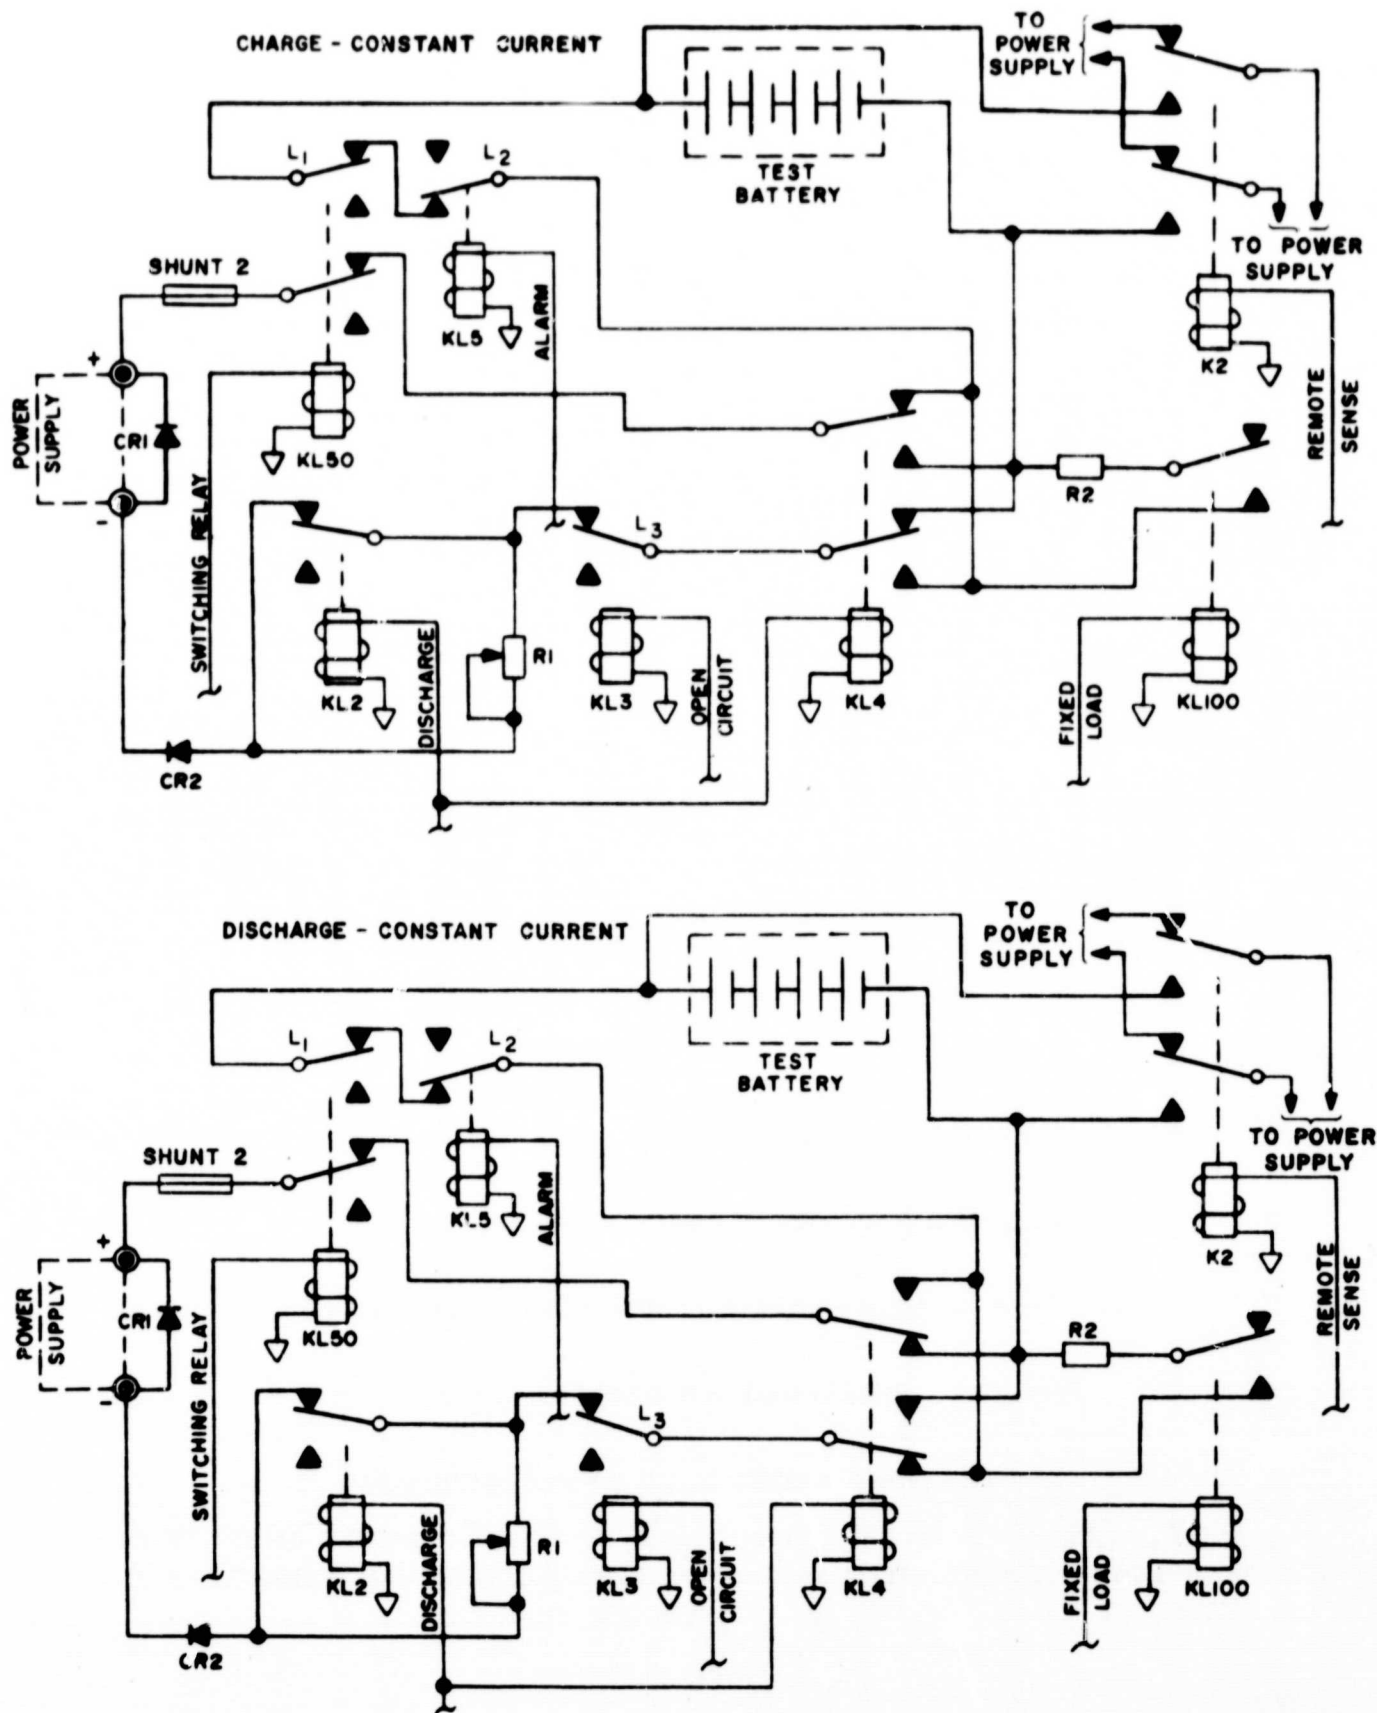 CHARGE - CONSTANT CURRENT
TO
POWER
SUPPLY
TEST
BATTERY
L1
L2
TO POWER
SUPPLY
SHUNT 2
KL5
ALARM
K2
REMOTE
SENSE
+
POWER
SUPPLY
CR1
-
KL50
SWITCHING RELAY
R2
L3
KL2
DISCHARGE
R1
KL3
OPEN
CIRCUIT
KL4
FIXED
LOAD
KL100
CR2
DISCHARGE - CONSTANT CURRENT
TO
POWER
SUPPLY
TEST
BATTERY
L1
L2
TO POWER
SUPPLY
SHUNT 2
KL5
ALARM
K2
REMOTE
SENSE
+
POWER
SUPPLY
CR1
-
KL50
SWITCHING RELAY
R2
L3
KL2
DISCHARGE
R1
KL3
OPEN
CIRCUIT
KL4
FIXED
LOAD
KL100
CR2